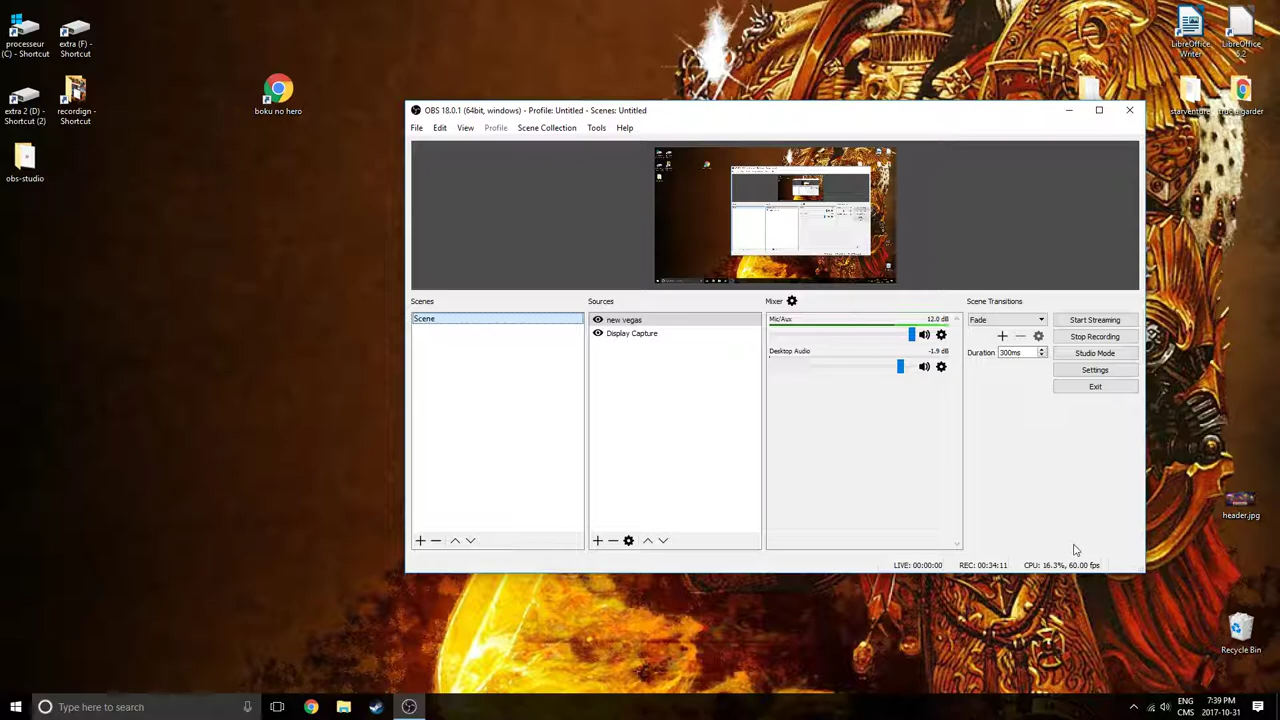 processeur
(C) - Shortcut
extra (F) -
Shortcut
extra 2 (D) -
Shortcut (2)
recordign -
Shortcut
obs-studio
boku no hero
LibreOffice
Writer
LibreOffice
starventure
header.jpg
Recycle Bin
OBS 18.0.1 (64bit, windows) - Profile: Untitled - Scenes: Untitled
File Edit View Profile Scene Collection Tools Help
Scenes
Scene
Sources
new vegas
Display Capture
Mixer
Mic/Aux 12.0 dB
Desktop Audio -1.9 dB
Scene Transitions
Fade
Duration 300ms
Start Streaming
Stop Recording
Studio Mode
Settings
Exit
LIVE: 00:00:00 REC: 00:34:11 CPU: 16.3%, 60.00 fps
Type here to search
ENG
CMS
7:39 PM
2017-10-31